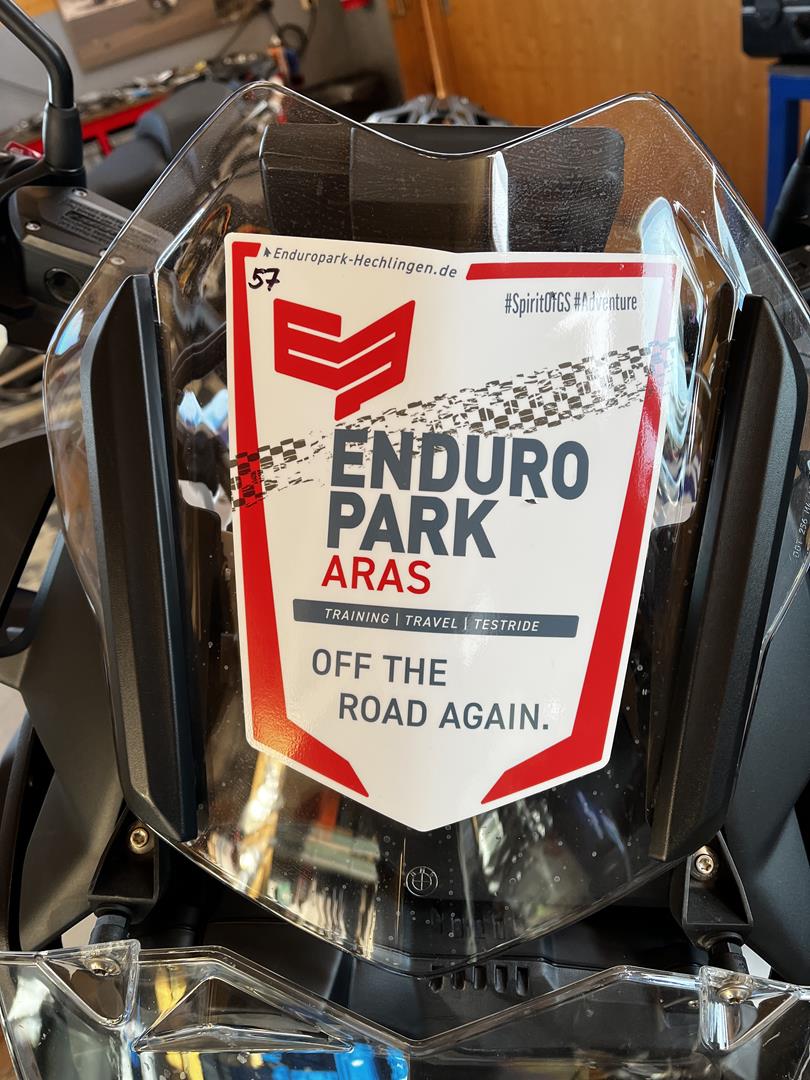 Enduropark-Hechlingen.de
57
#SpiritOfGS #Adventure
ENDURO
PARK
ARAS
TRAINING | TRAVEL | TESTRIDE
OFF THE
ROAD AGAIN.